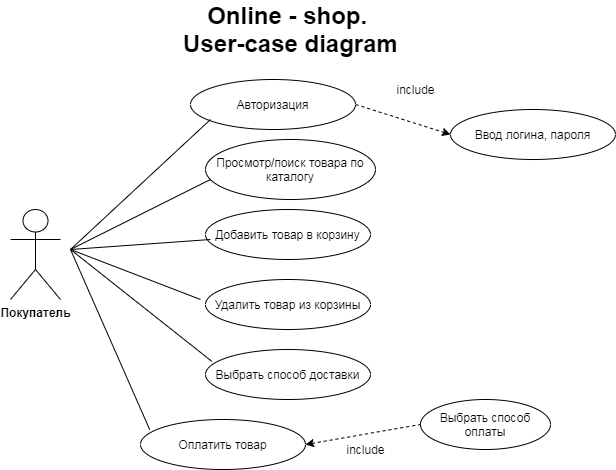 Online - shop.
User-case diagram
Авторизация
include
Ввод логина, пароля
Просмотр/поиск товара по
каталогу
Добавить товар в корзину
Удалить товар из корзины
Покупатель
Выбрать способ доставки
Оплатить товар
include
Выбрать способ
оплаты